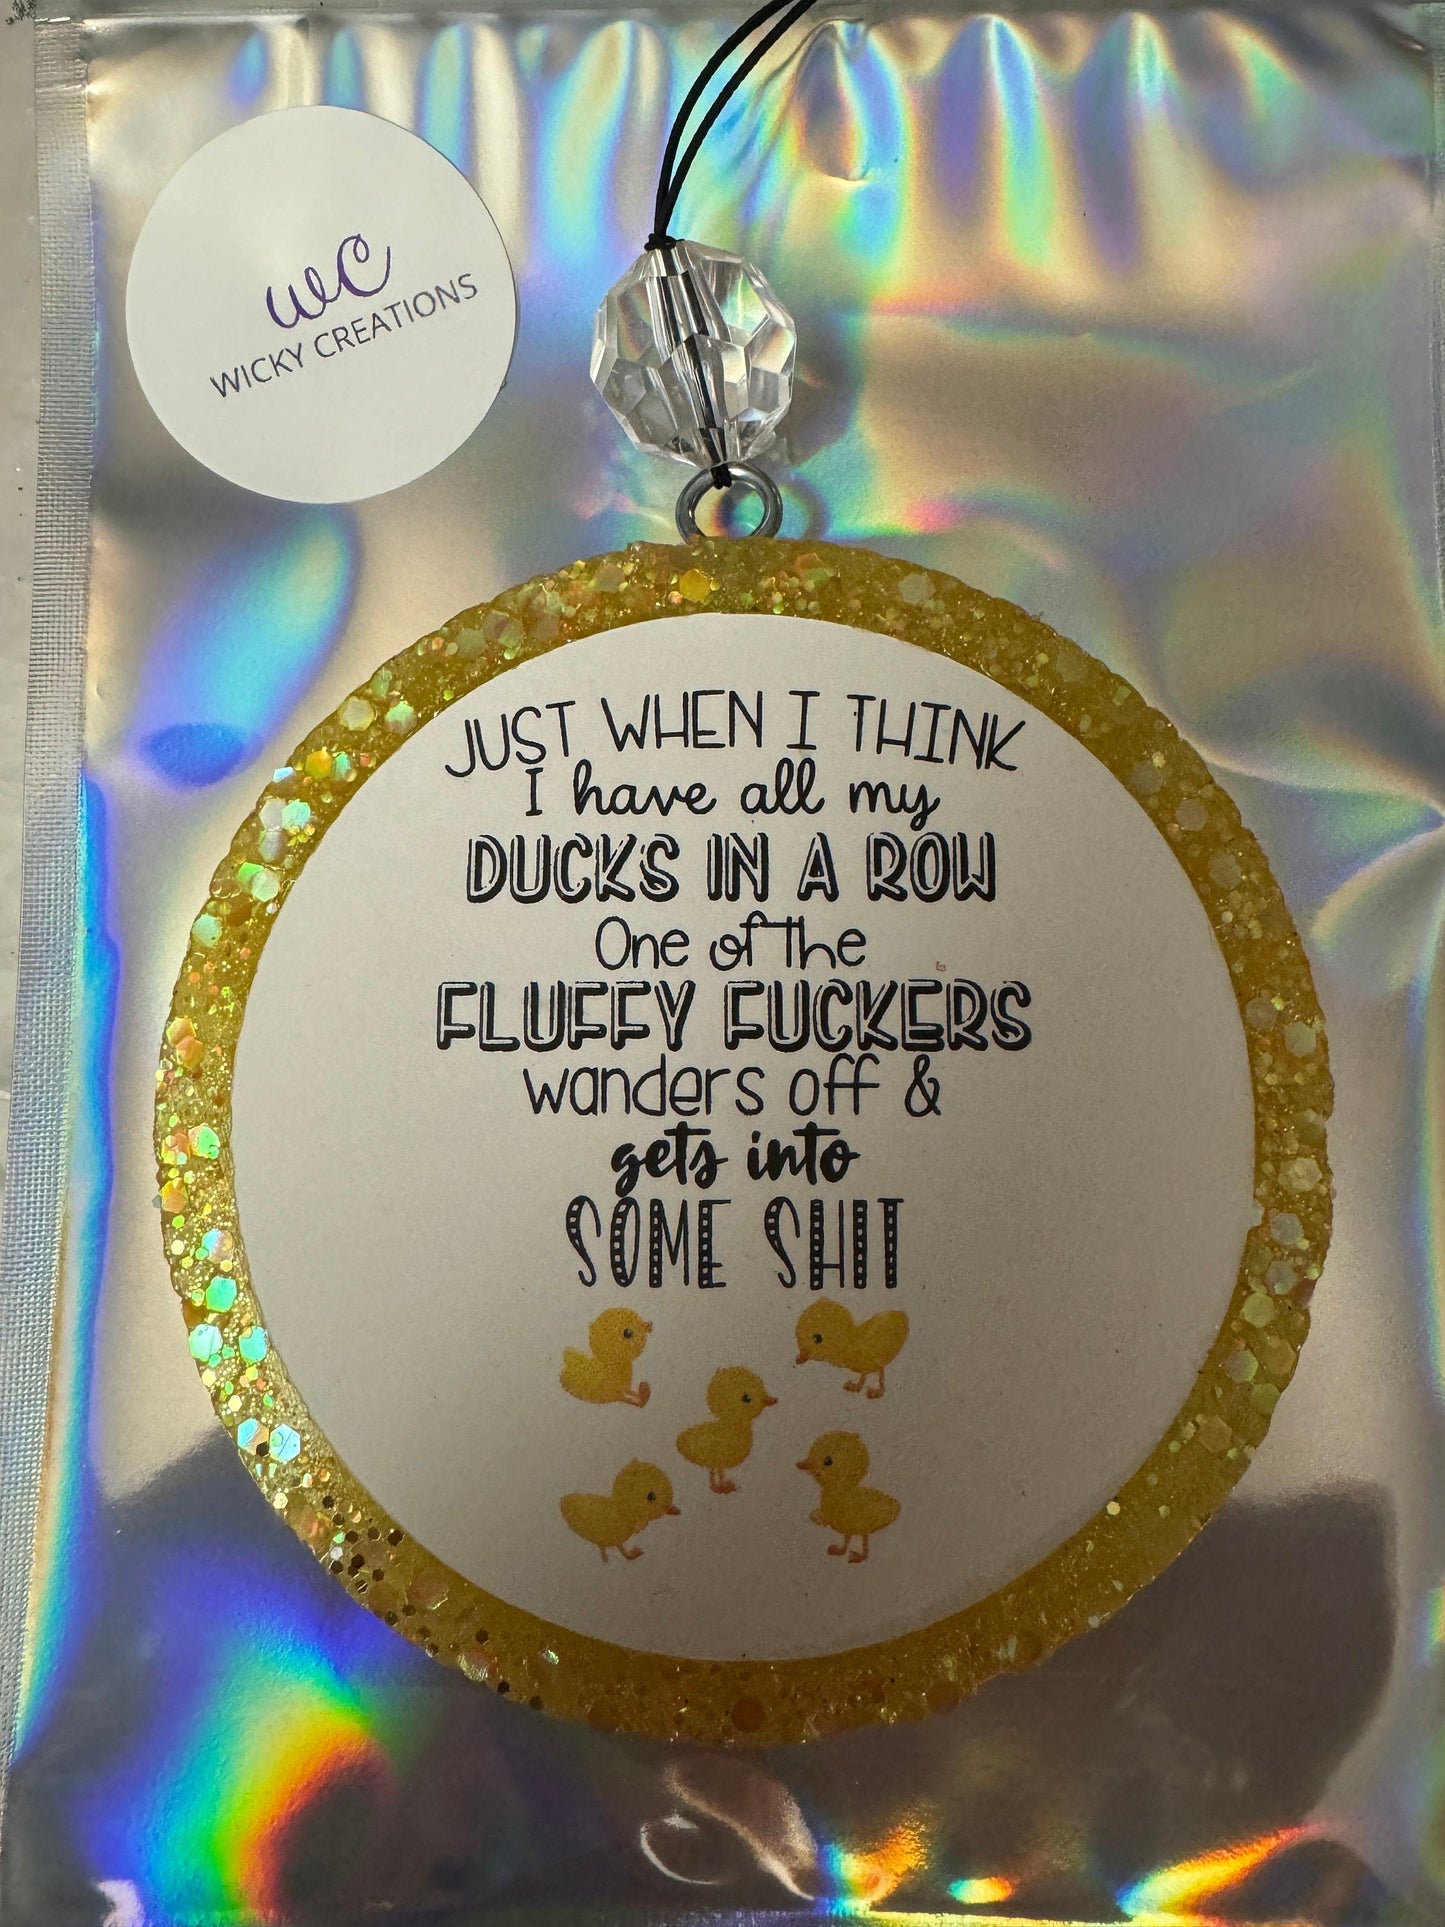 wc
WICKY CREATIONS
JUST WHEN I THINK
I have all my
DUCKS IN A ROW
One of the
FLUFFY FUCKERS
wanders off &
gets into
SOME SHIT